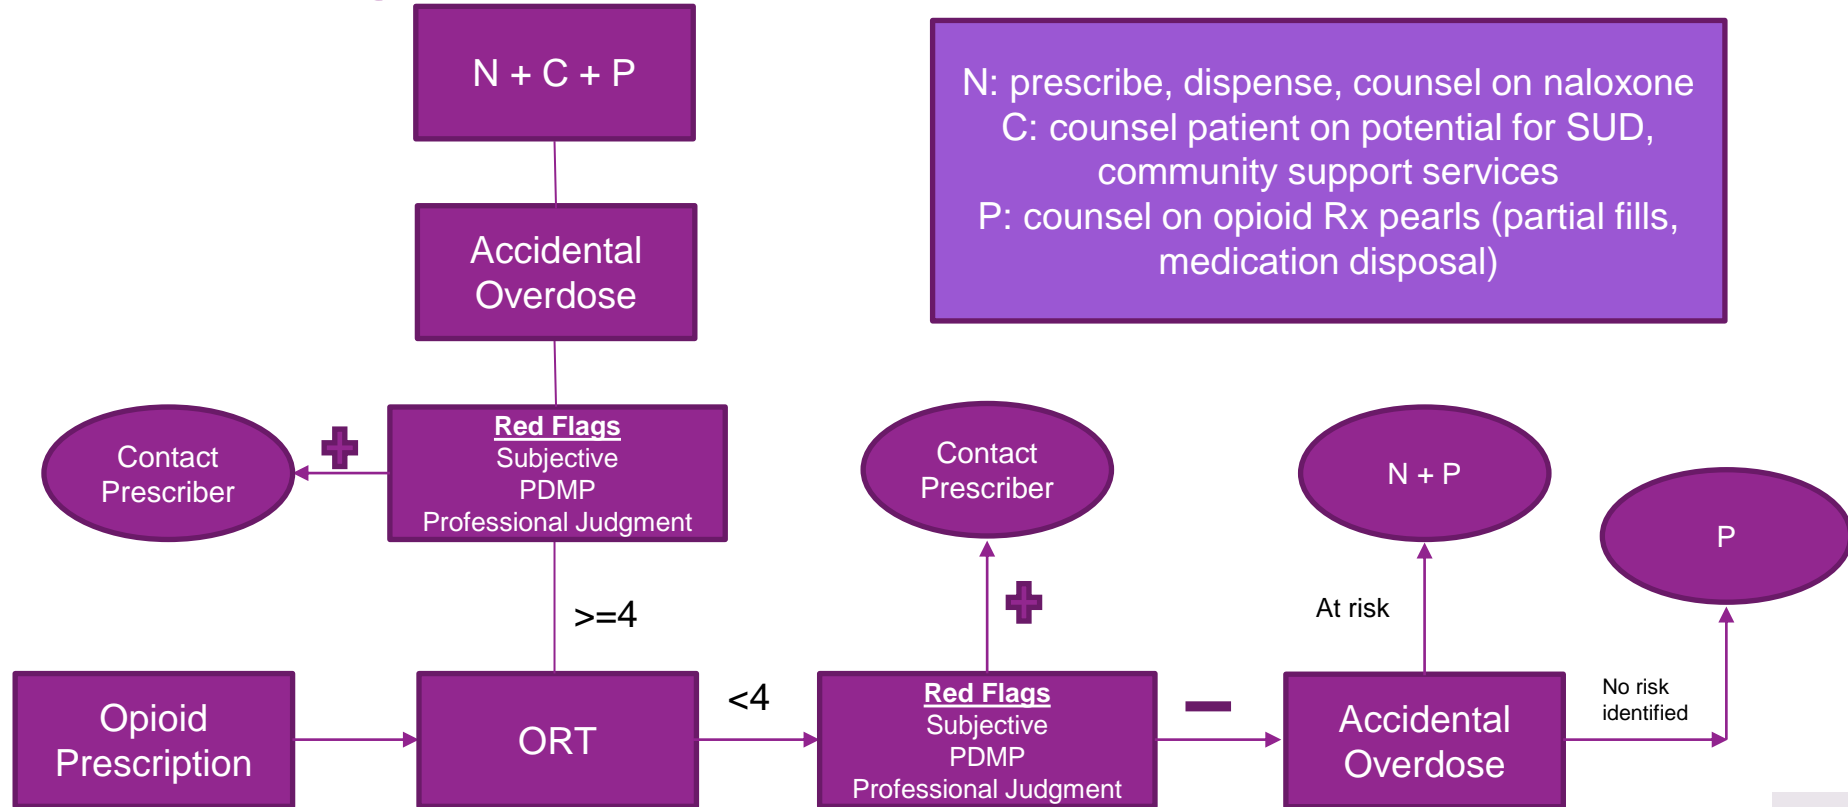 N + C + P
N: prescribe, dispense, counsel on naloxone
C: counsel patient on potential for SUD,
community support services
P: counsel on opioid Rx pearls (partial fills,
medication disposal)
Accidental
Overdose
Contact
Prescriber
Red Flags
Subjective
PDMP
Professional Judgment
Contact
Prescriber
N + P
P
>=4
At risk
Opioid
Prescription
ORT
<4
Red Flags
Subjective
PDMP
Professional Judgment
Accidental
Overdose
No risk
identified